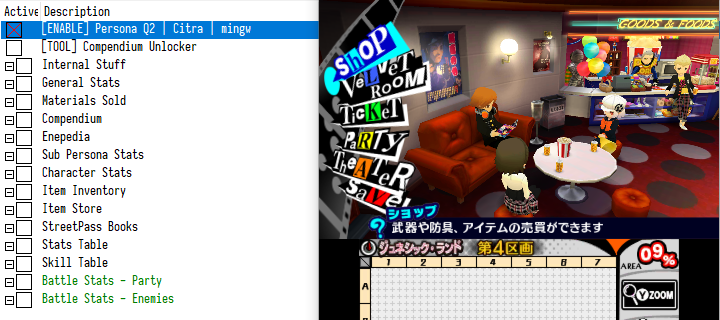 Active Description
[ENABLE] Persona Q2 | Citra | mingw
[TOOL] Compendium Unlocker
Internal Stuff
General Stats
Materials Sold
Compendium
Enepedia
Sub Persona Stats
Character Stats
Item Inventory
Item Store
StreetPass Books
Stats Table
Skill Table
Battle Stats - Party
Battle Stats - Enemies
GOODS & FOODS
SHOP
VELVET ROOM
TICKET
PARTY
THEATER
SAVE!
ショップ
? 武器や防具、アイテムの売買ができます
ジュネシック・ランド 第4区画
AREA 09%
1 2 3 4 5 6 7
A
Y ZOOM